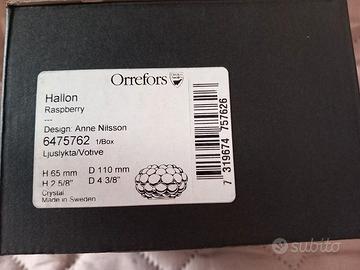 Orrefors
Hallon
Raspberry
---
Design: Anne Nilsson
6475762 1/Box
Ljuslykta/Votive
H 65 mm D 110 mm
H 2 5/8" D 4 3/8"
Crystal
Made in Sweden
7 319674 757626
subito